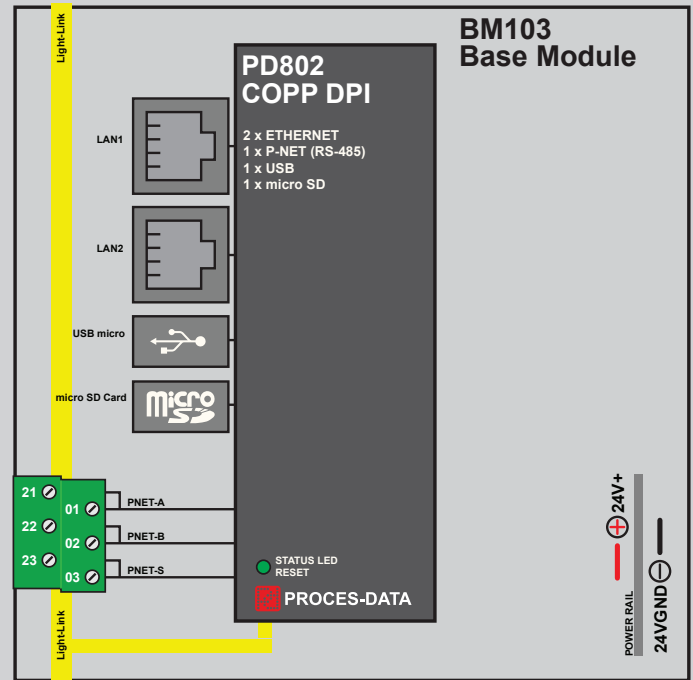 Light-Link
BM103
Base Module
PD802
COPP DPI
2 x ETHERNET
1 x P-NET (RS-485)
1 x USB
1 x micro SD
LAN1
LAN2
USB micro
micro SD Card
micro
SD
21
01
PNET-A
22
02
PNET-B
23
03
PNET-S
STATUS LED
RESET
PROCES-DATA
Light-Link
POWER RAIL
24V+
24VGND